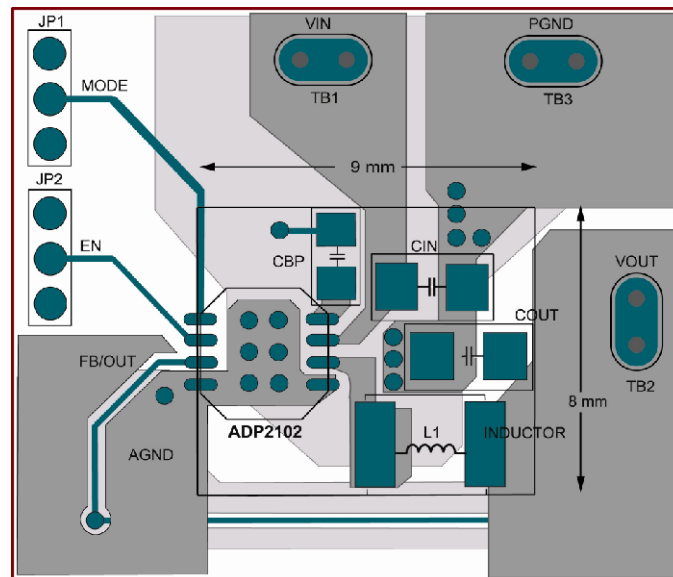 JP1
VIN
PGND
MODE
TB1
TB3
9 mm
JP2
EN
CBP
CIN
VOUT
COUT
FB/OUT
TB2
8 mm
ADP2102
L1
INDUCTOR
AGND